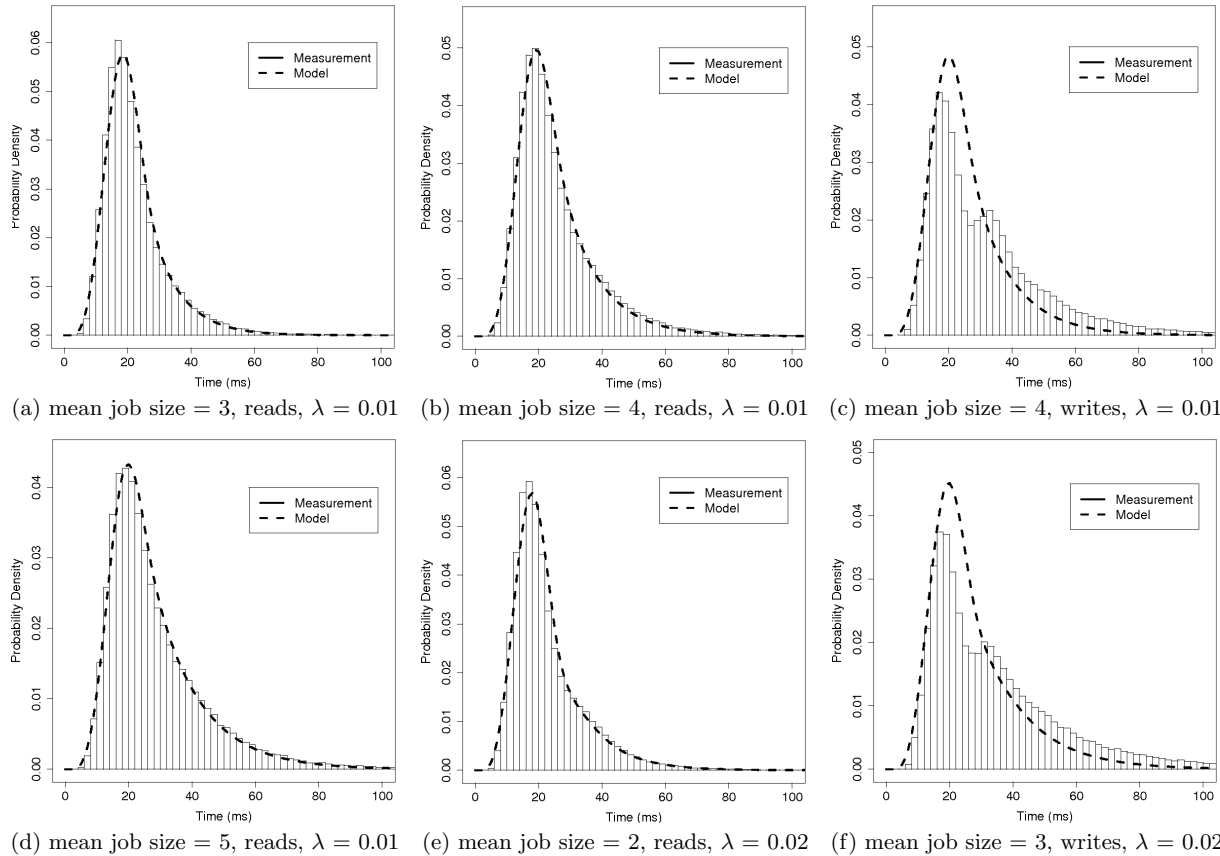 0.06
0.05
0.04
0.03
0.02
0.01
0.00
Probability Density
Measurement
Model
0 20 40 60 80 100
Time (ms)
(a) mean job size = 3, reads, λ = 0.01
0.05
0.04
0.03
0.02
0.01
0.00
Probability Density
Measurement
Model
0 20 40 60 80 100
Time (ms)
(b) mean job size = 4, reads, λ = 0.01
0.05
0.04
0.03
0.02
0.01
0.00
Probability Density
Measurement
Model
0 20 40 60 80 100
Time (ms)
(c) mean job size = 4, writes, λ = 0.01
0.04
0.03
0.02
0.01
0.00
Probability Density
Measurement
Model
0 20 40 60 80 100
Time (ms)
(d) mean job size = 5, reads, λ = 0.01
0.06
0.05
0.04
0.03
0.02
0.01
0.00
Probability Density
Measurement
Model
0 20 40 60 80 100
Time (ms)
(e) mean job size = 2, reads, λ = 0.02
0.05
0.04
0.03
0.02
0.01
0.00
Probability Density
Measurement
Model
0 20 40 60 80 100
Time (ms)
(f) mean job size = 3, writes, λ = 0.02